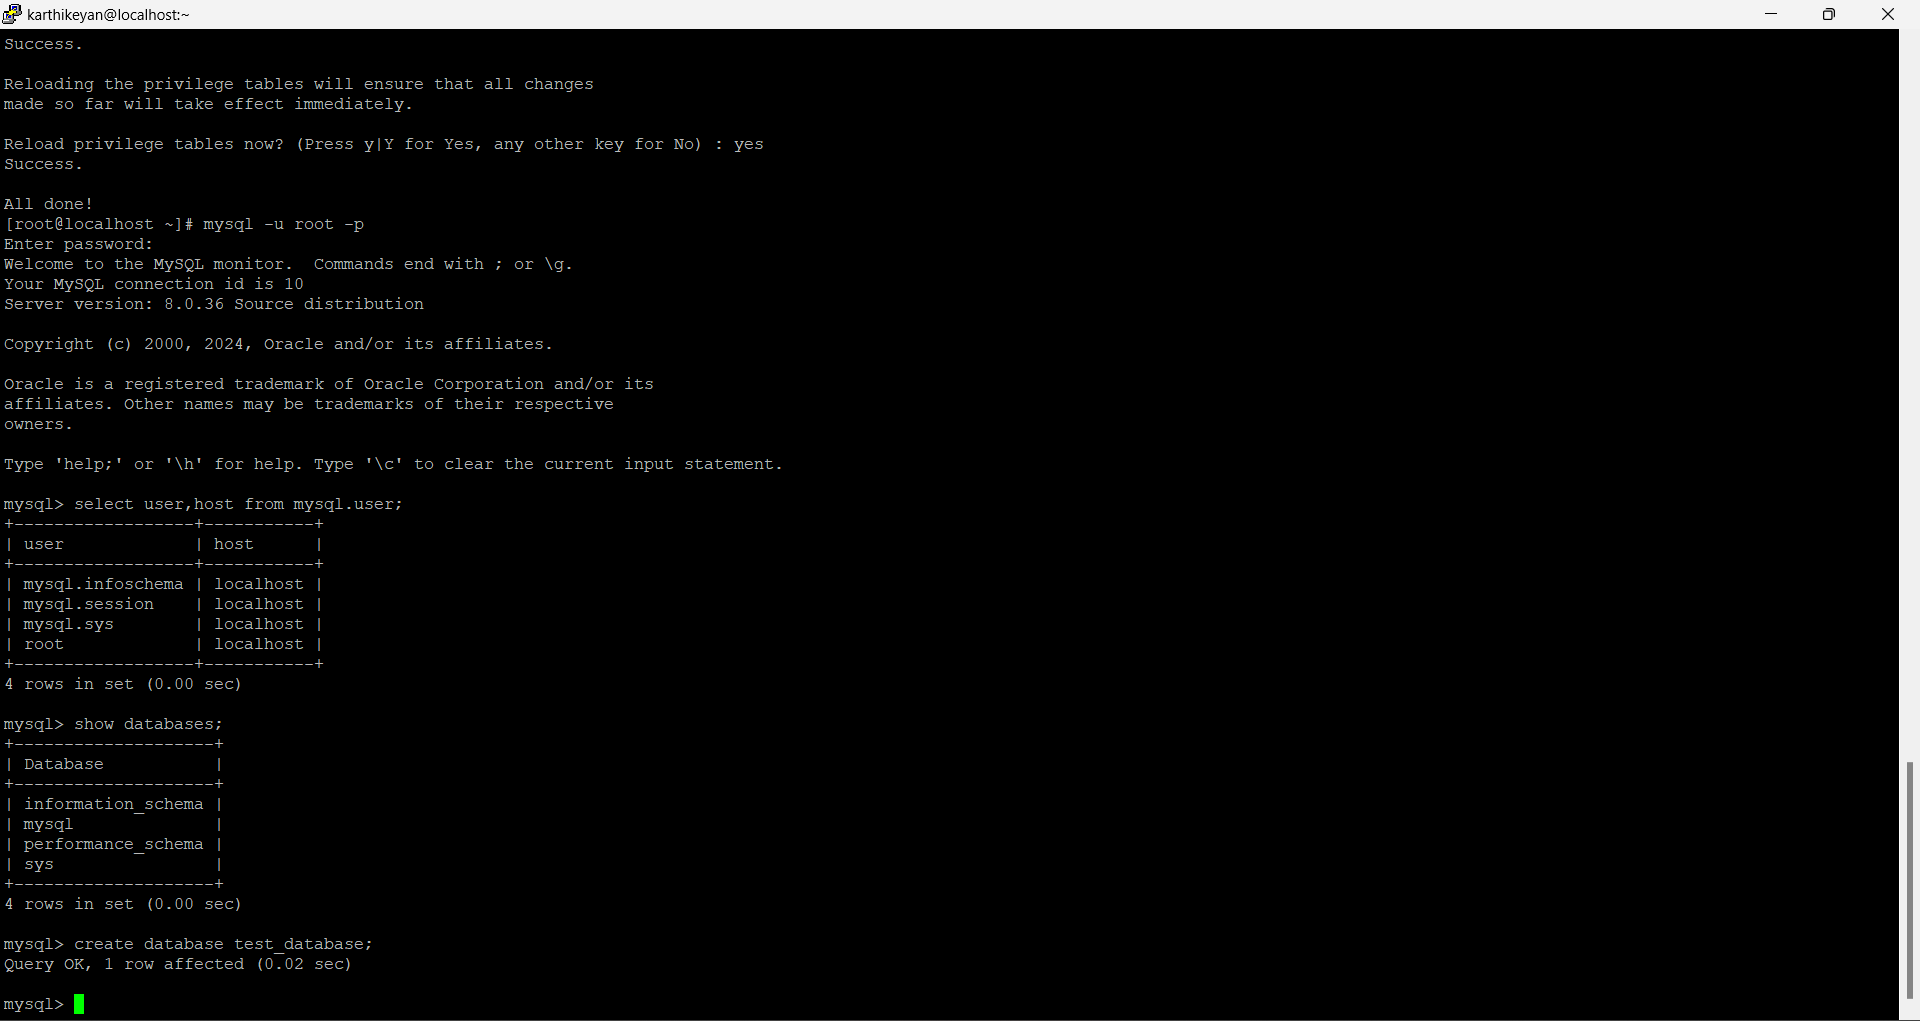 karthikeyan@localhost:~
Success.
Reloading the privilege tables will ensure that all changes
made so far will take effect immediately.
Reload privilege tables now? (Press y|Y for Yes, any other key for No) : yes
Success.
All done!
[root@localhost ~]# mysql -u root -p
Enter password:
Welcome to the MySQL monitor.  Commands end with ; or \g.
Your MySQL connection id is 10
Server version: 8.0.36 Source distribution
Copyright (c) 2000, 2024, Oracle and/or its affiliates.
Oracle is a registered trademark of Oracle Corporation and/or its
affiliates. Other names may be trademarks of their respective
owners.
Type 'help;' or '\h' for help. Type '\c' to clear the current input statement.
mysql> select user,host from mysql.user;
+------------------+-----------+
| user             | host      |
+------------------+-----------+
| mysql.infoschema | localhost |
| mysql.session    | localhost |
| mysql.sys        | localhost |
| root             | localhost |
+------------------+-----------+
4 rows in set (0.00 sec)
mysql> show databases;
+--------------------+
| Database           |
+--------------------+
| information_schema |
| mysql              |
| performance_schema |
| sys                |
+--------------------+
4 rows in set (0.00 sec)
mysql> create database test_database;
Query OK, 1 row affected (0.02 sec)
mysql>